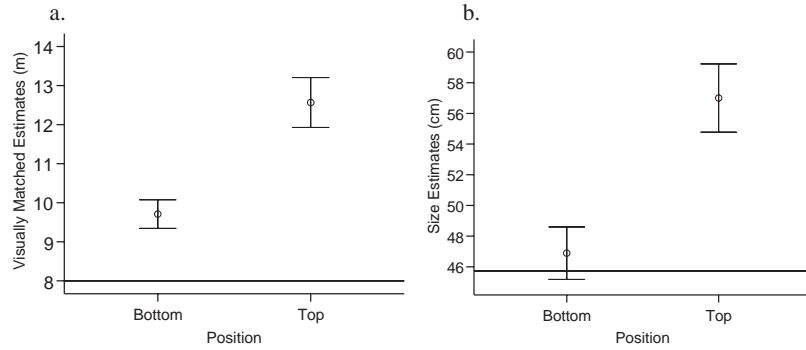 a.
Visually Matched Estimates (m)
14
13
12
11
10
9
8
Bottom
Top
Position
b.
Size Estimates (cm)
60
58
56
54
52
50
48
46
Bottom
Top
Position